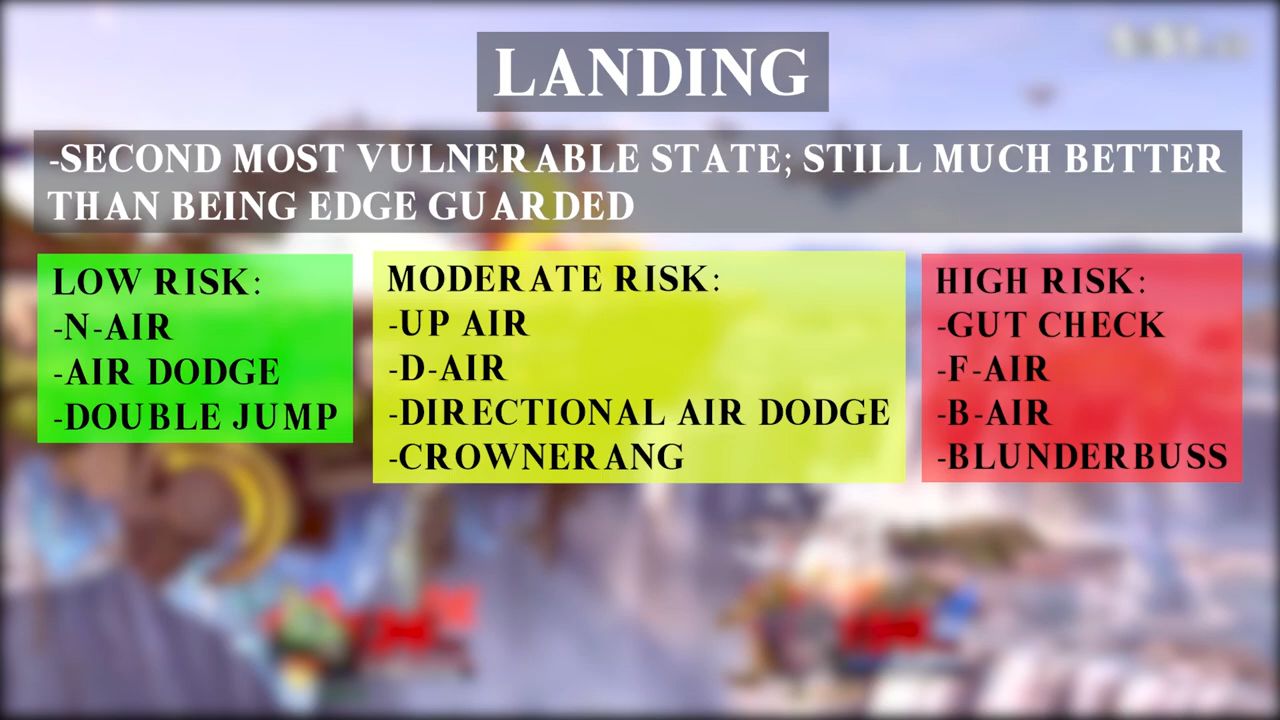 LANDING
-SECOND MOST VULNERABLE STATE; STILL MUCH BETTER
THAN BEING EDGE GUARDED
LOW RISK:
-N-AIR
-AIR DODGE
-DOUBLE JUMP
MODERATE RISK:
-UP AIR
-D-AIR
-DIRECTIONAL AIR DODGE
-CROWNERANG
HIGH RISK:
-GUT CHECK
-F-AIR
-B-AIR
-BLUNDERBUSS